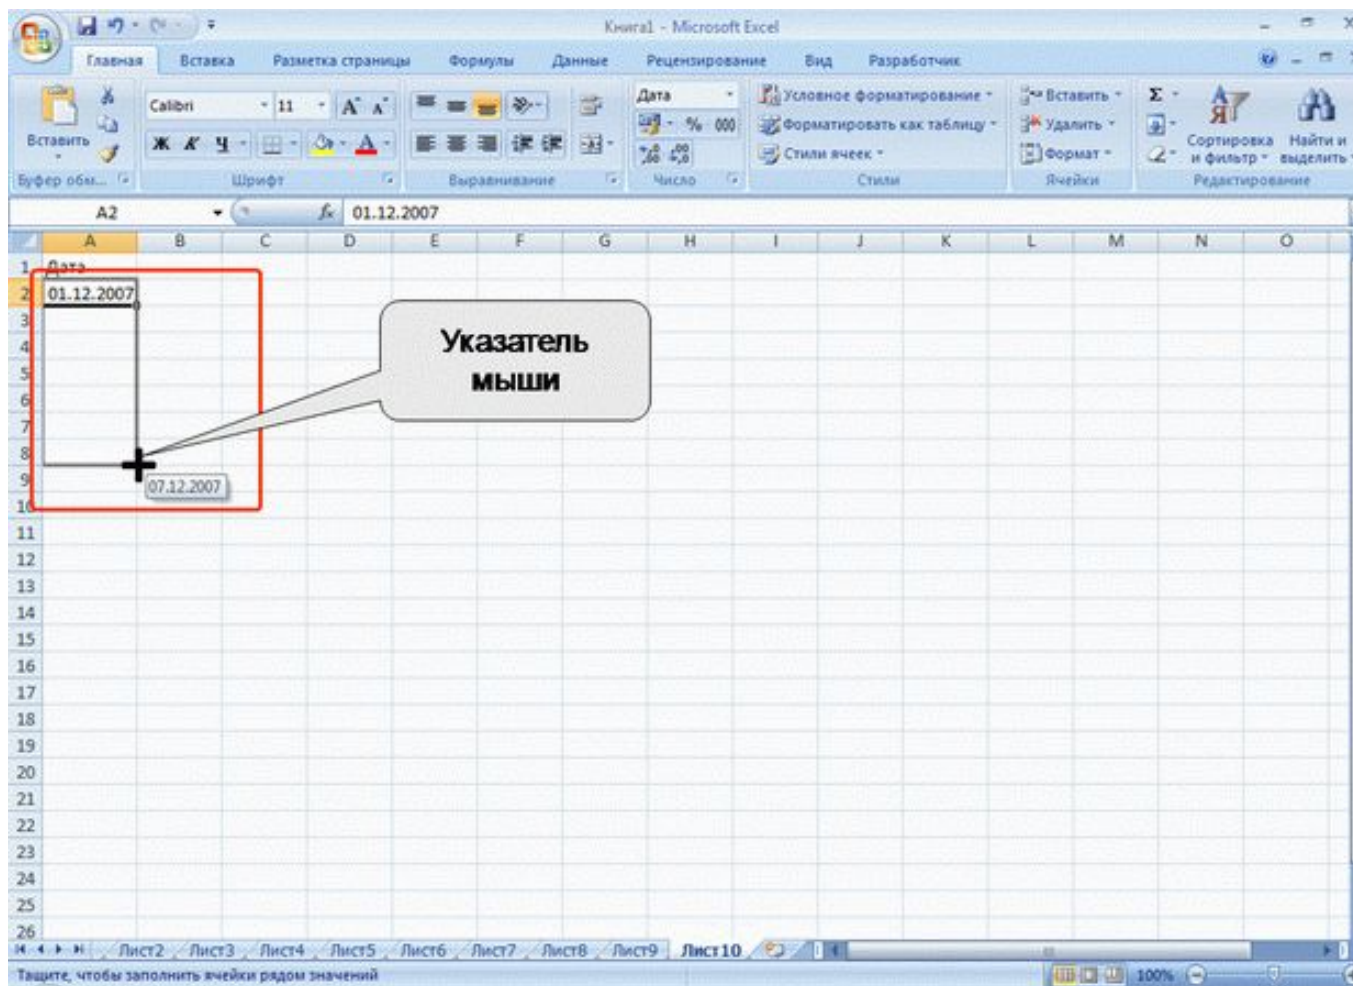 Книга1 - Microsoft Excel
Главная Вставка Разметка страницы Формулы Данные Рецензирование Вид Разработчик
Вставить
Calibri 11 A A
Ж К Ч A
Буфер обм... Шрифт
Выравнивание
Дата
% 000
Число
Условное форматирование
Форматировать как таблицу
Стили ячеек
Стили
Вставить
Удалить
Формат
Ячейки
Σ
Сортировка и фильтр
Найти и выделить
Редактирование
A2 fx 01.12.2007
A B C D E F G H I J K L M N O
1 Дата
2 01.12.2007
3
4
5
6
7
8
9
10
Указатель
мыши
07.12.2007
11
12
13
14
15
16
17
18
19
20
21
22
23
24
25
26
Лист2 Лист3 Лист4 Лист5 Лист6 Лист7 Лист8 Лист9 Лист10
Тащите, чтобы заполнить ячейки рядом значений 100%